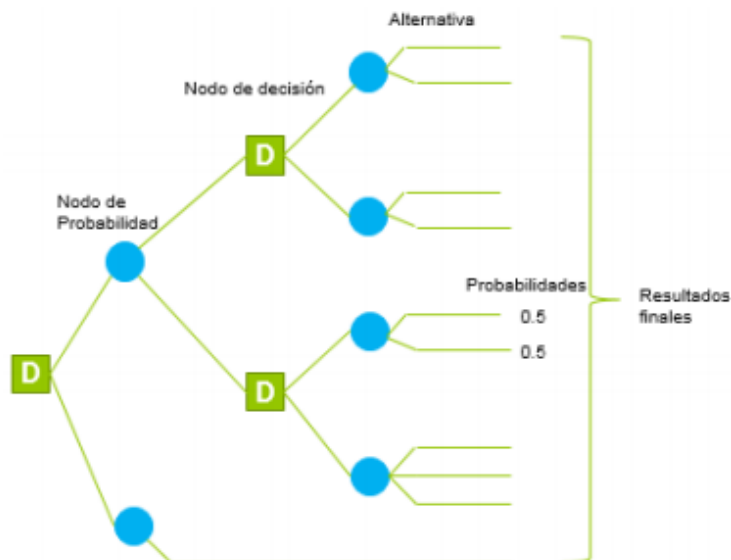 Alternativa
Nodo de decisión
D
Nodo de
Probabilidad
Probabilidades
0.5
0.5
Resultados
finales
D
D